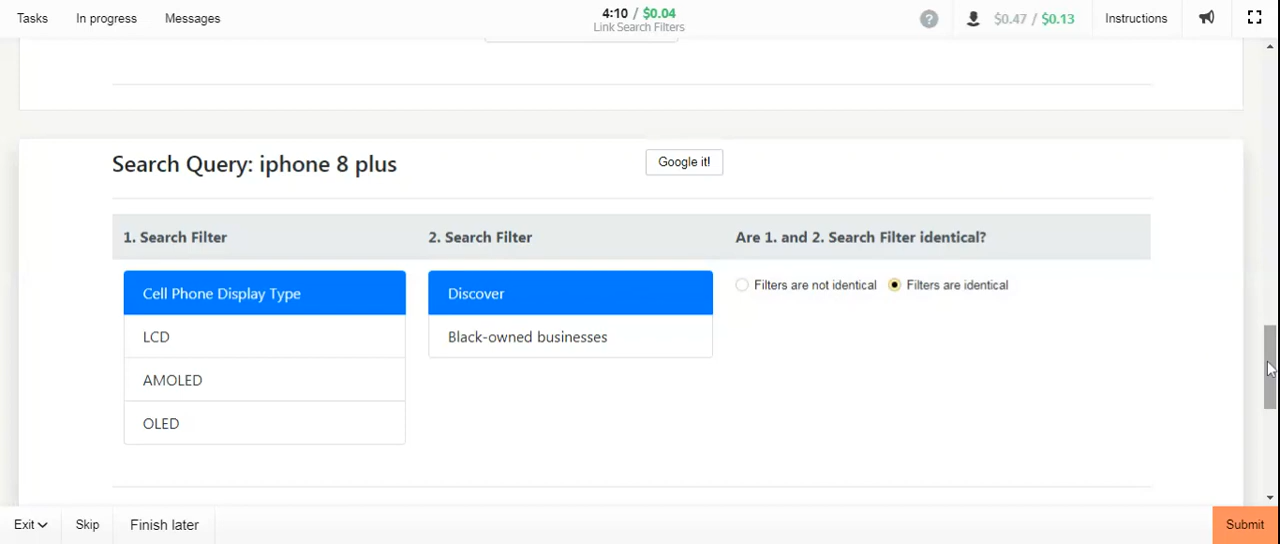 Tasks
In progress
Messages
4:10 / $0.04
Link Search Filters
?
$0.47 / $0.13
Instructions
Search Query: iphone 8 plus
Google it!
1. Search Filter
2. Search Filter
Are 1. and 2. Search Filter identical?
Cell Phone Display Type
Discover
Filters are not identical
Filters are identical
LCD
Black-owned businesses
AMOLED
OLED
Exit
Skip
Finish later
Submit